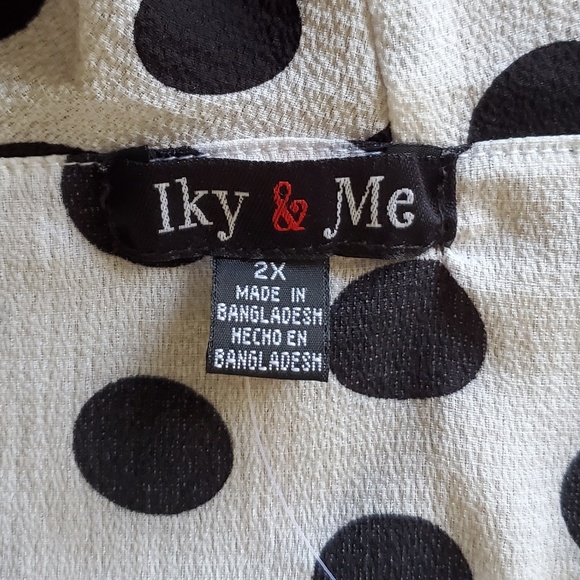 Iky & Me
2X
MADE IN
BANGLADESH
HECHO EN
BANGLADESH